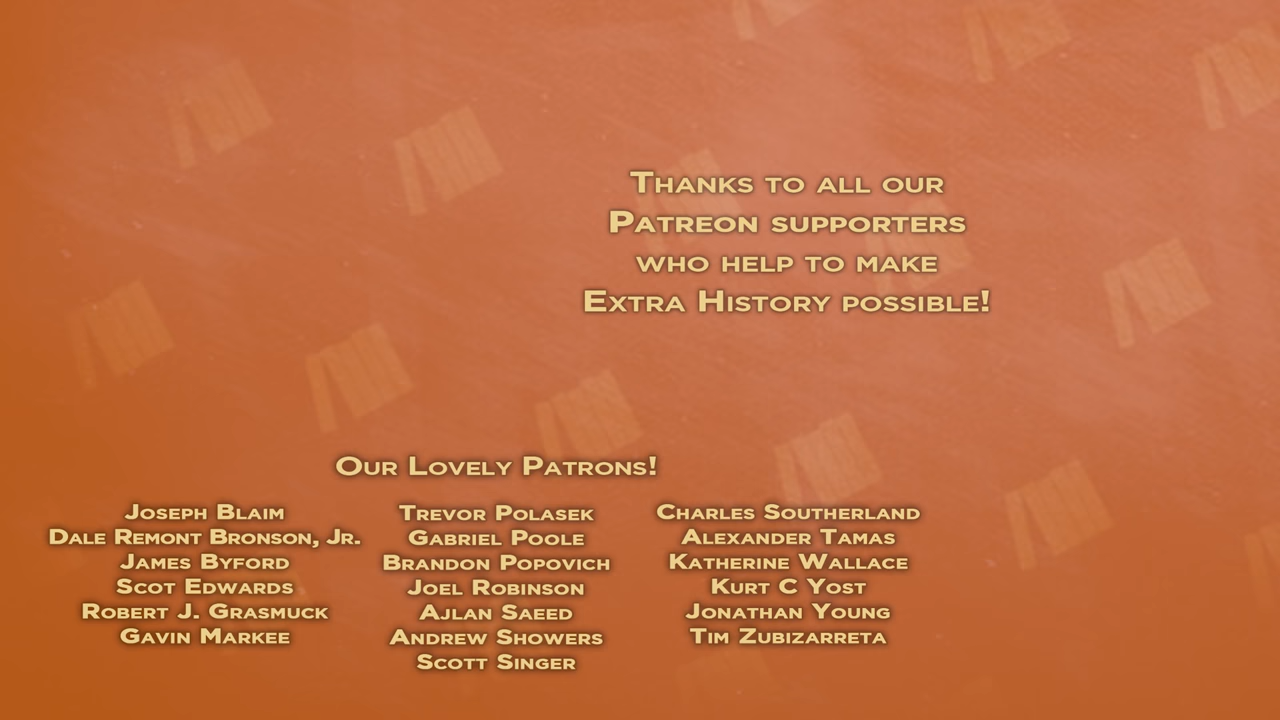 Thanks to all our
Patreon supporters
who help to make
Extra History possible!
Our Lovely Patrons!
Joseph Blaim
Dale Remont Bronson, Jr.
James Byford
Scot Edwards
Robert J. Grasmuck
Gavin Markee
Trevor Polasek
Gabriel Poole
Brandon Popovich
Joel Robinson
Ajlan Saeed
Andrew Showers
Scott Singer
Charles Southerland
Alexander Tamas
Katherine Wallace
Kurt C Yost
Jonathan Young
Tim Zubizarreta